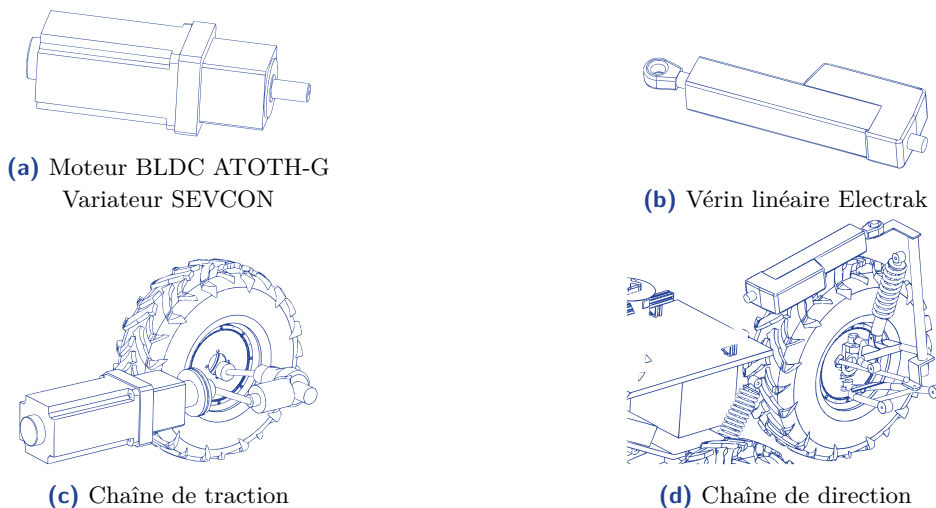 (a) Moteur BLDC ATOTH-G
Variateur SEVCON
(b) Vérin linéaire Electrak
(c) Chaîne de traction
(d) Chaîne de direction